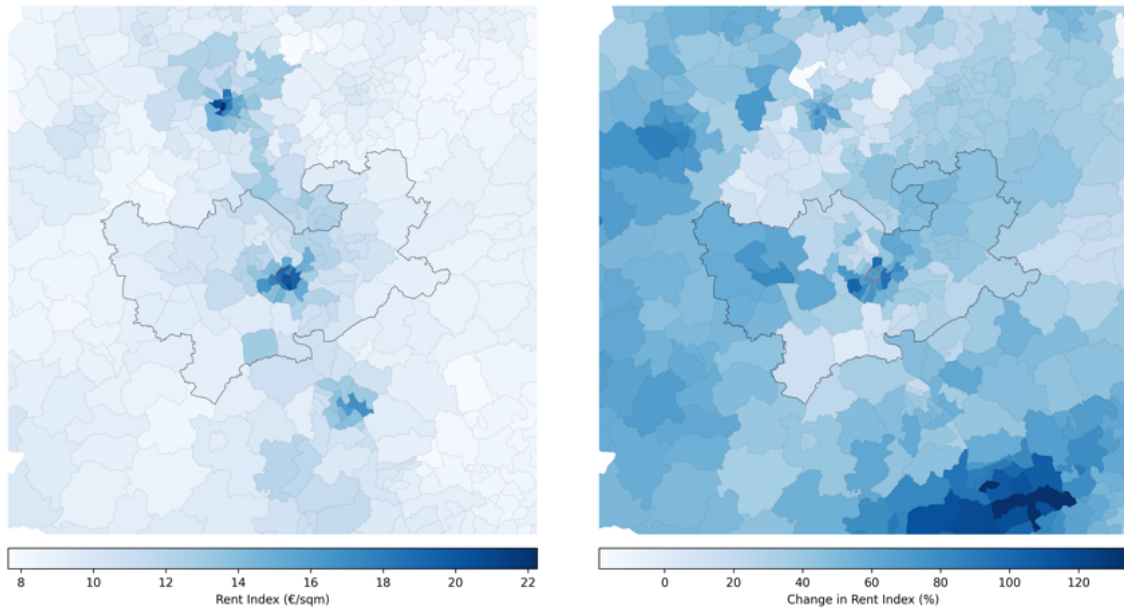 8 10 12 14 16 18 20 22
Rent Index (€/sqm)
0 20 40 60 80 100 120
Change in Rent Index (%)